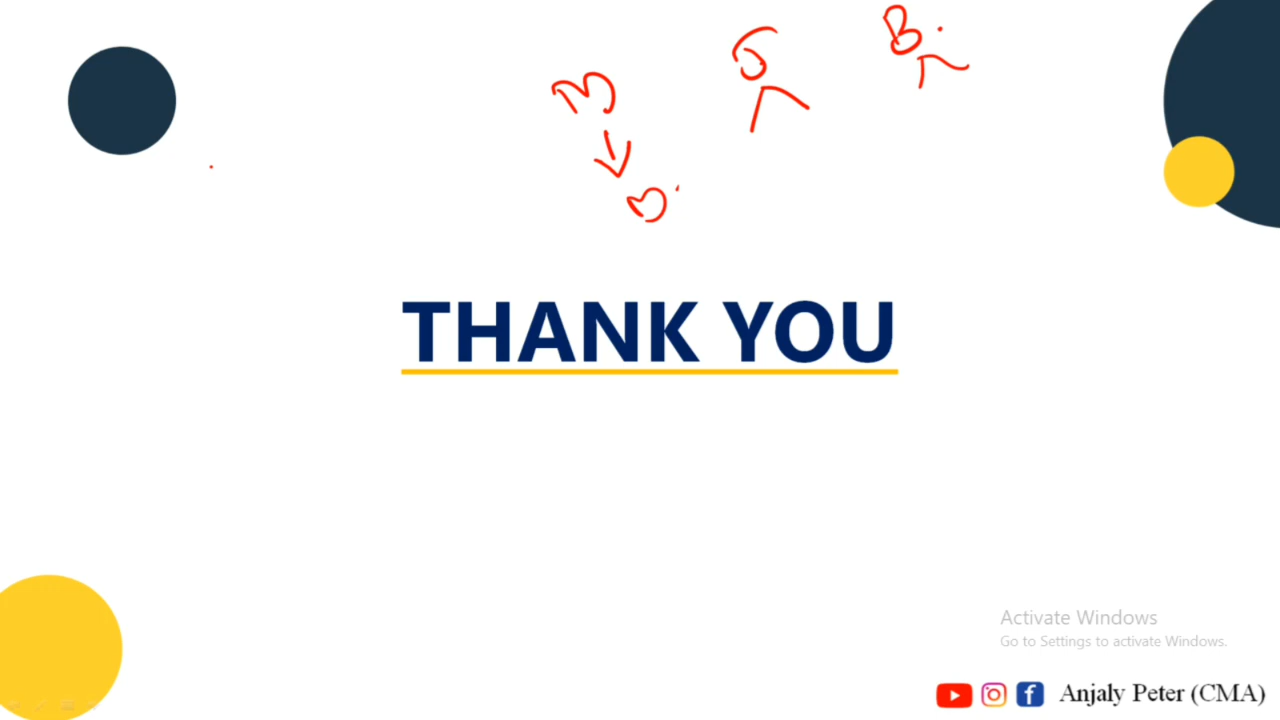 B.
S
M
THANK YOU
Activate Windows
Go to Settings to activate Windows.
Anjaly Peter (CMA)